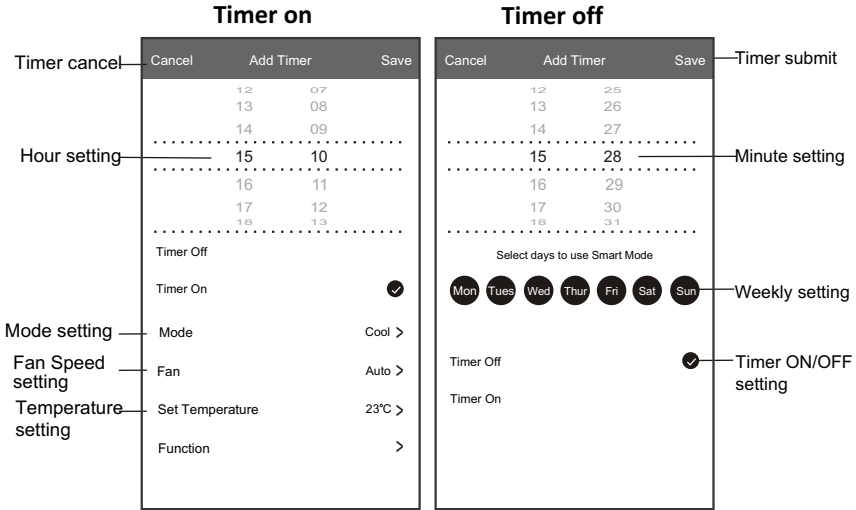 Timer on
Timer off
Timer cancel
Cancel Add Timer Save
12 07
13 08
14 09
Hour setting
15 10
16 11
17 12
18 13
Timer Off
Timer On
Mode setting
Mode Cool >
Fan Speed
setting
Fan Auto >
Temperature
setting
Set Temperature 23℃ >
Function >
Cancel Add Timer Save
Timer submit
12 25
13 26
14 27
15 28
Minute setting
16 29
17 30
18 31
Select days to use Smart Mode
Mon Tues Wed Thur Fri Sat Sun
Weekly setting
Timer Off
Timer ON/OFF
setting
Timer On